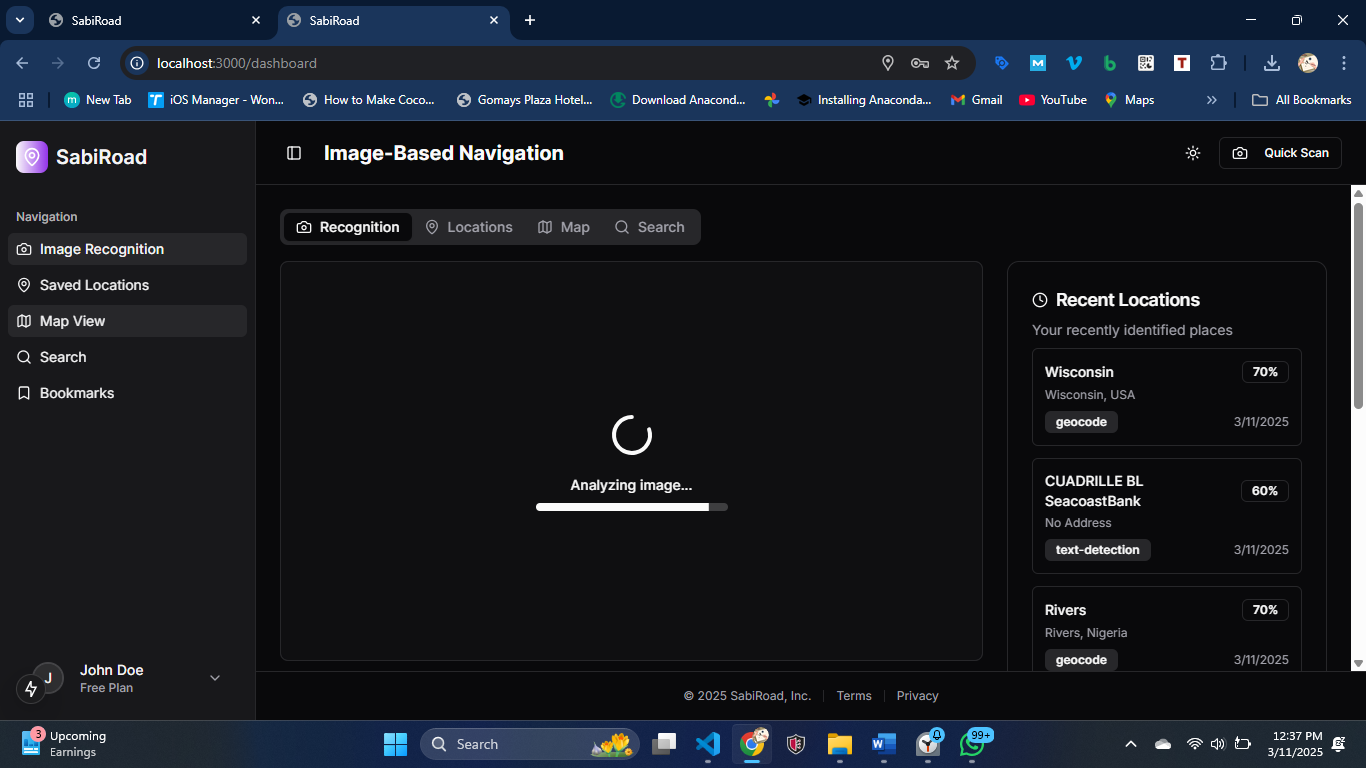 SabiRoad
SabiRoad
localhost:3000/dashboard
New Tab
iOS Manager - Won...
How to Make Coco...
Gomays Plaza Hotel...
Download Anacond...
Installing Anaconda...
Gmail
YouTube
Maps
All Bookmarks
SabiRoad
Image-Based Navigation
Quick Scan
Navigation
Image Recognition
Saved Locations
Map View
Search
Bookmarks
Recognition
Locations
Map
Search
Analyzing image...
Recent Locations
Your recently identified places
Wisconsin
70%
Wisconsin, USA
geocode
3/11/2025
CUADRILLE BL
SeacoastBank
60%
No Address
text-detection
3/11/2025
Rivers
70%
Rivers, Nigeria
geocode
3/11/2025
J
John Doe
Free Plan
© 2025 SabiRoad, Inc.
Terms
Privacy
3
Upcoming
Earnings
Search
99+
12:37 PM
3/11/2025